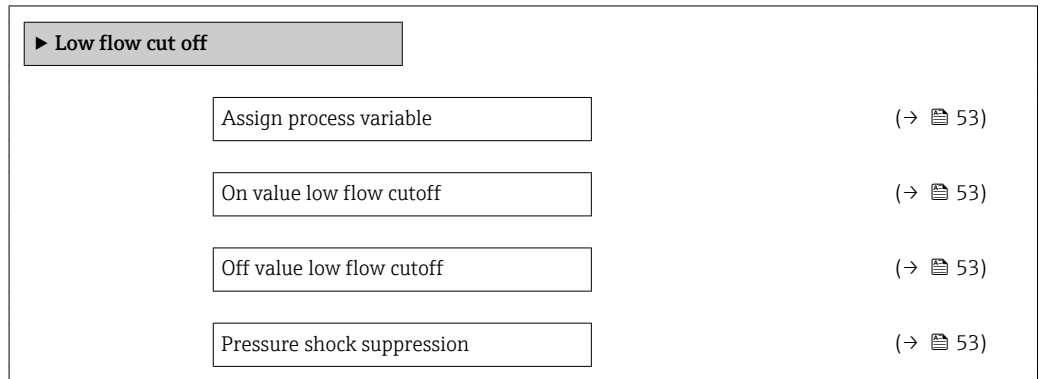 ▶ Low flow cut off
Assign process variable (→ 🖹 53)
On value low flow cutoff (→ 🖹 53)
Off value low flow cutoff (→ 🖹 53)
Pressure shock suppression (→ 🖹 53)